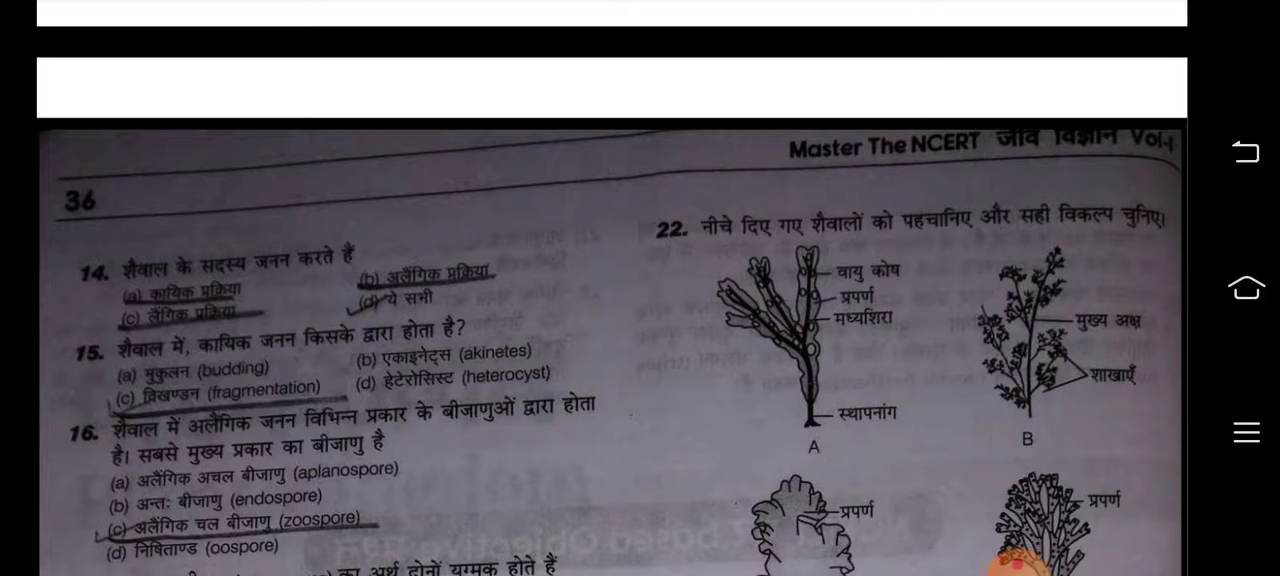 Master The NCERT जीव विज्ञान Vol-I
36
14. शैवाल के सदस्य जनन करते हैं
(a) कायिक प्रक्रिया
(b) अलैंगिक प्रक्रिया
(c) लैंगिक प्रक्रिया
(d) ये सभी
15. शैवाल में, कायिक जनन किसके द्वारा होता है?
(a) मुकुलन (budding)
(b) एकाइनेट्स (akinetes)
(c) विखण्डन (fragmentation)
(d) हेटेरोसिस्ट (heterocyst)
16. शैवाल में अलैंगिक जनन विभिन्न प्रकार के बीजाणुओं द्वारा होता
है। सबसे मुख्य प्रकार का बीजाणु है
(a) अलैंगिक अचल बीजाणु (aplanospore)
(b) अन्तः बीजाणु (endospore)
(c) अलैंगिक चल बीजाणु (zoospore)
(d) निषिताण्ड (oospore)
का अर्थ दोनों युग्मक होते हैं
22. नीचे दिए गए शैवालों को पहचानिए और सही विकल्प चुनिए।
वायु कोष
प्रपर्ण
मध्यशिरा
स्थापनांग
A
मुख्य अक्ष
शाखाएँ
B
प्रपर्ण
प्रपर्ण